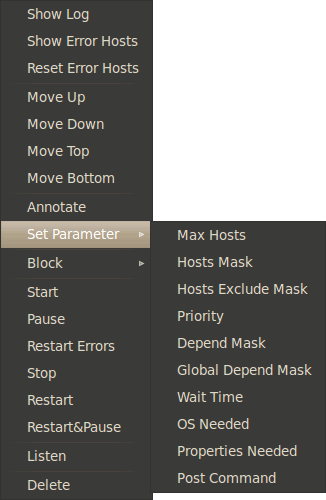 Show Log
Show Error Hosts
Reset Error Hosts
Move Up
Move Down
Move Top
Move Bottom
Annotate
Set Parameter
Block
Start
Pause
Restart Errors
Stop
Restart
Restart&Pause
Listen
Delete
Max Hosts
Hosts Mask
Hosts Exclude Mask
Priority
Depend Mask
Global Depend Mask
Wait Time
OS Needed
Properties Needed
Post Command